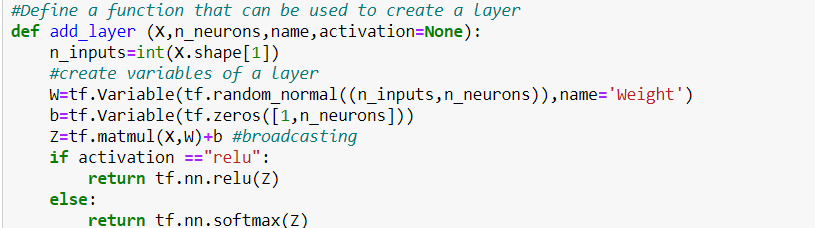 #Define a function that can be used to create a layer
def add_layer (X,n_neurons,name,activation=None):
    n_inputs=int(X.shape[1])
    #create variables of a layer
    W=tf.Variable(tf.random_normal((n_inputs,n_neurons)),name='Weight')
    b=tf.Variable(tf.zeros([1,n_neurons]))
    Z=tf.matmul(X,W)+b #broadcasting
    if activation =="relu":
        return tf.nn.relu(Z)
    else:
        return tf.nn.softmax(Z)